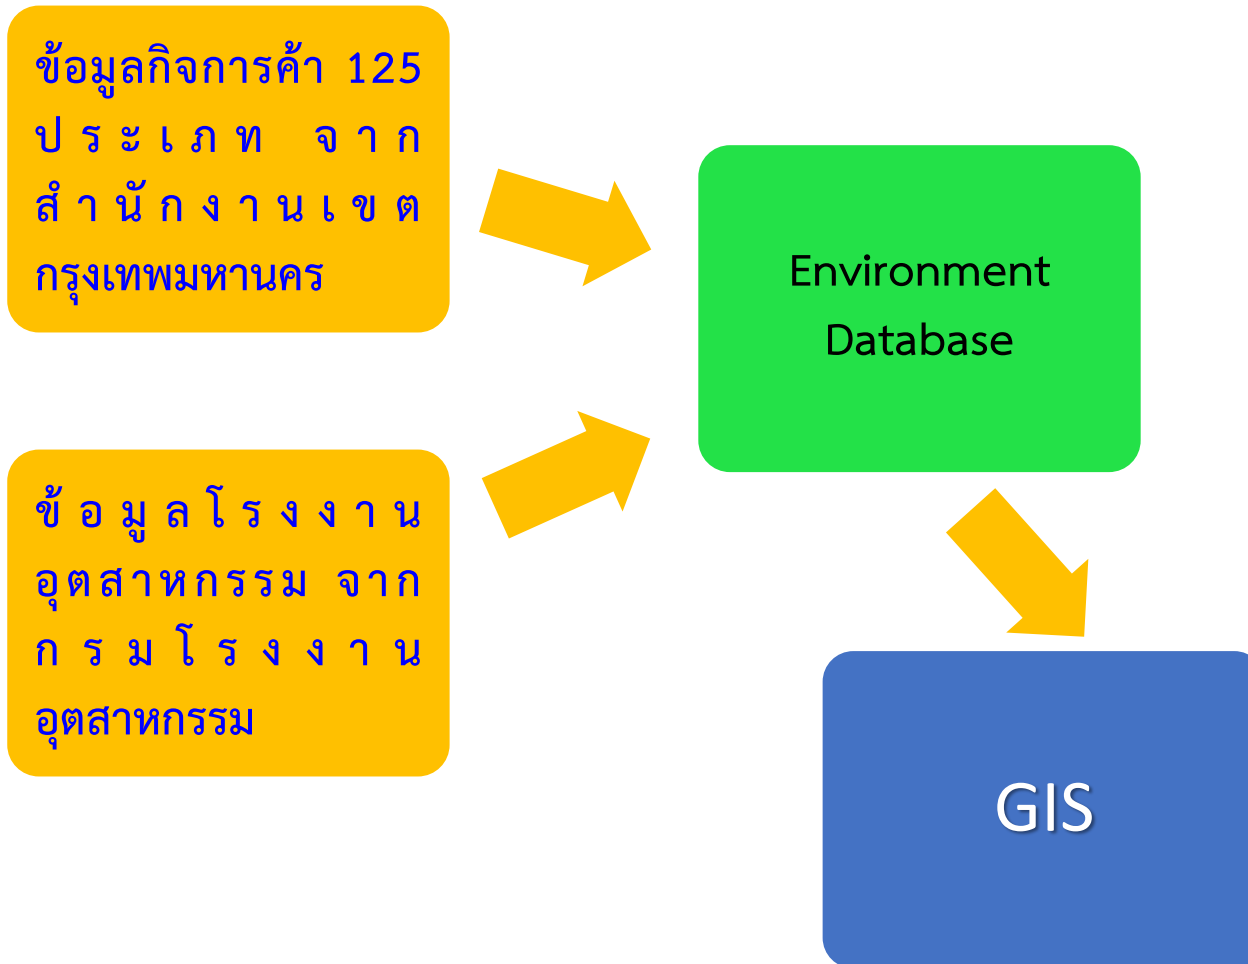 ข้อมูลกิจการค้า 125
ประเภท จาก
สำนักงานเขต
กรุงเทพมหานคร
Environment
Database
ข้อมูลโรงงาน
อุตสาหกรรม จาก
กรมโรงงาน
อุตสาหกรรม
GIS